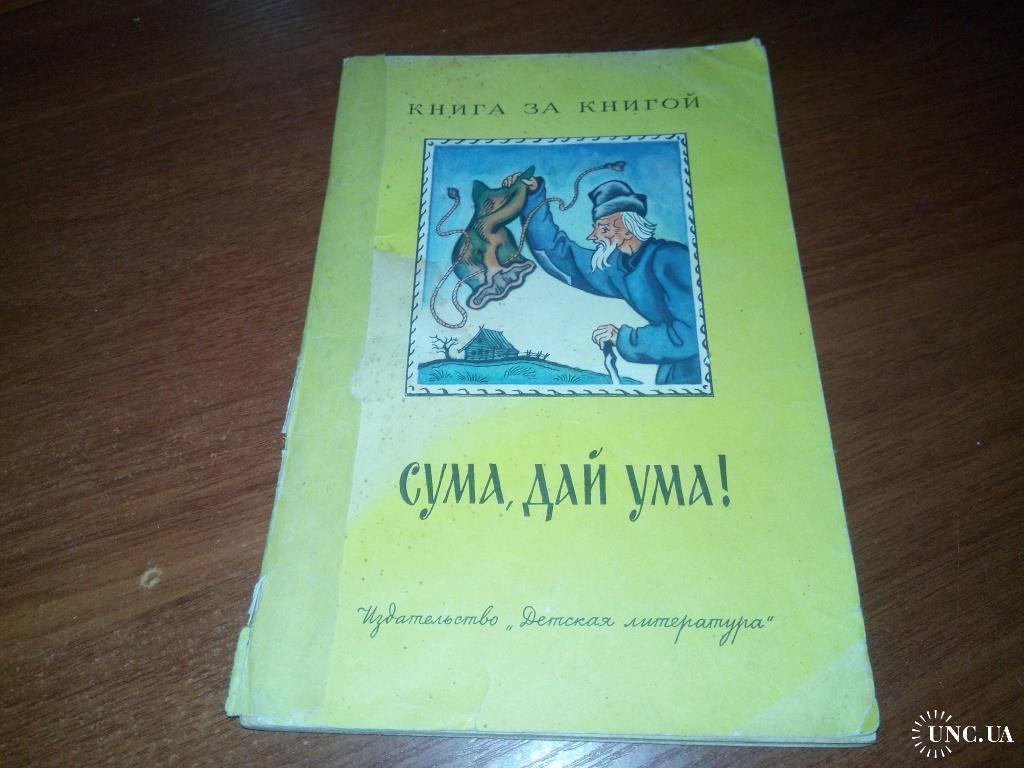 КНИГА ЗА КНИГОЙ
СУМА, ДАЙ УМА!
Издательство „Детская литература“
UNC.UA